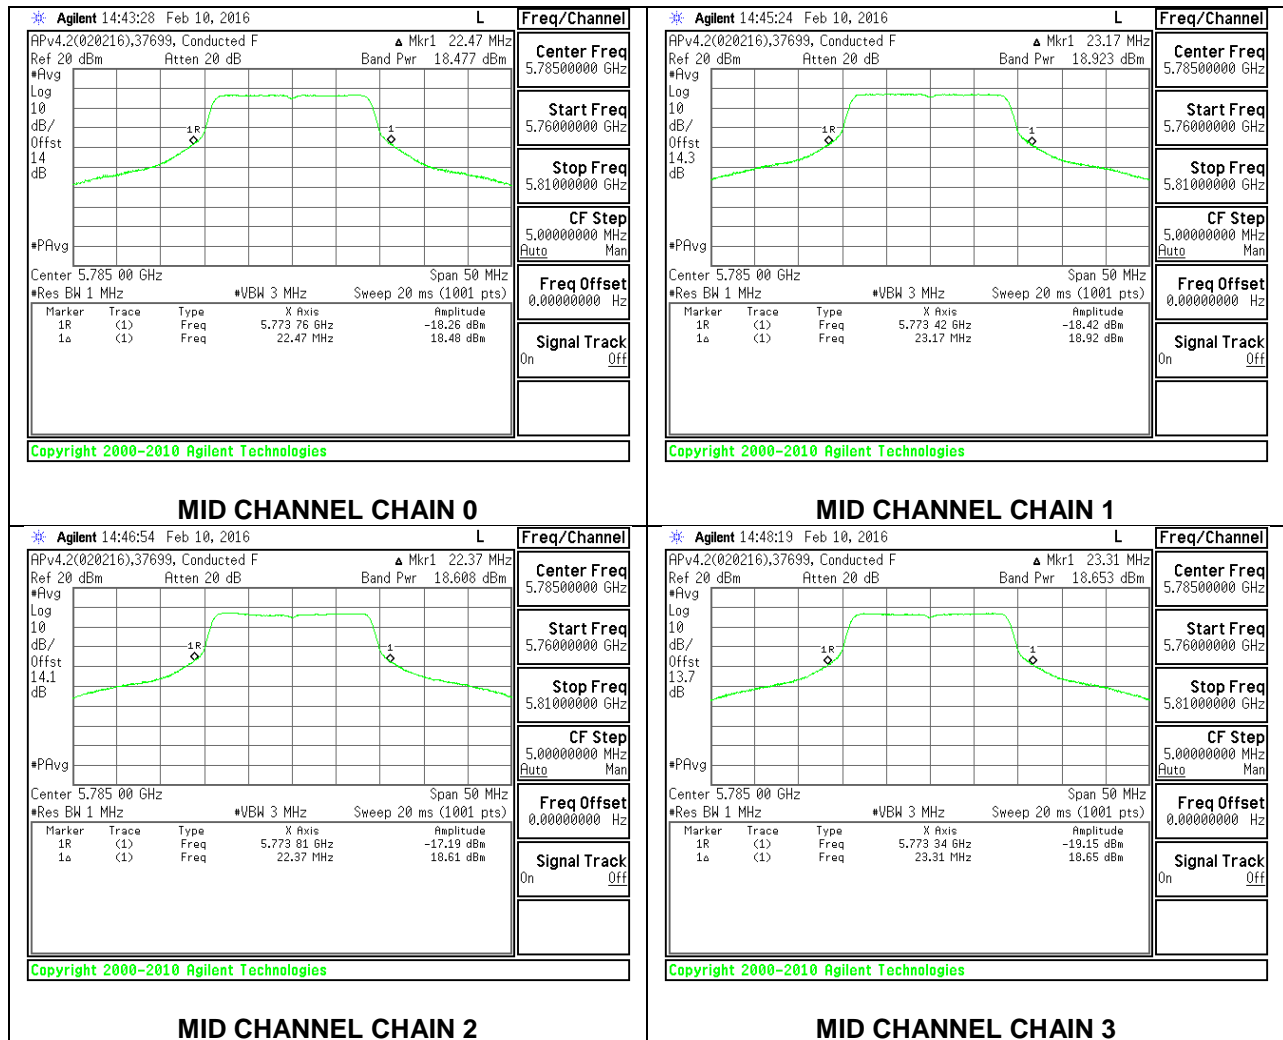 Agilent 14:43:28 Feb 10, 2016 L Freq/Channel
APv4.2(020216),37699, Conducted F Δ Mkr1 22.47 MHz
Ref 20 dBm Atten 20 dB Band Pwr 18.477 dBm
#Avg
Log
10
dB/
Offst
14
dB
1R 1
#PAvg
Center 5.785 00 GHz Span 50 MHz
#Res BW 1 MHz #VBW 3 MHz Sweep 20 ms (1001 pts)
Marker Trace Type X Axis Amplitude
1R (1) Freq 5.773 76 GHz -18.26 dBm
1Δ (1) Freq 22.47 MHz 18.48 dBm
Center Freq
5.78500000 GHz
Start Freq
5.76000000 GHz
Stop Freq
5.81000000 GHz
CF Step
5.00000000 MHz
Auto Man
Freq Offset
0.00000000 Hz
Signal Track
On Off
Copyright 2000-2010 Agilent Technologies
MID CHANNEL CHAIN 0
Agilent 14:45:24 Feb 10, 2016 L Freq/Channel
APv4.2(020216),37699, Conducted F Δ Mkr1 23.17 MHz
Ref 20 dBm Atten 20 dB Band Pwr 18.923 dBm
#Avg
Log
10
dB/
Offst
14.3
dB
1R 1
#PAvg
Center 5.785 00 GHz Span 50 MHz
#Res BW 1 MHz #VBW 3 MHz Sweep 20 ms (1001 pts)
Marker Trace Type X Axis Amplitude
1R (1) Freq 5.773 42 GHz -18.42 dBm
1Δ (1) Freq 23.17 MHz 18.92 dBm
Center Freq
5.78500000 GHz
Start Freq
5.76000000 GHz
Stop Freq
5.81000000 GHz
CF Step
5.00000000 MHz
Auto Man
Freq Offset
0.00000000 Hz
Signal Track
On Off
Copyright 2000-2010 Agilent Technologies
MID CHANNEL CHAIN 1
Agilent 14:46:54 Feb 10, 2016 L Freq/Channel
APv4.2(020216),37699, Conducted F Δ Mkr1 22.37 MHz
Ref 20 dBm Atten 20 dB Band Pwr 18.608 dBm
#Avg
Log
10
dB/
Offst
14.1
dB
1R 1
#PAvg
Center 5.785 00 GHz Span 50 MHz
#Res BW 1 MHz #VBW 3 MHz Sweep 20 ms (1001 pts)
Marker Trace Type X Axis Amplitude
1R (1) Freq 5.773 81 GHz -17.19 dBm
1Δ (1) Freq 22.37 MHz 18.61 dBm
Center Freq
5.78500000 GHz
Start Freq
5.76000000 GHz
Stop Freq
5.81000000 GHz
CF Step
5.00000000 MHz
Auto Man
Freq Offset
0.00000000 Hz
Signal Track
On Off
Copyright 2000-2010 Agilent Technologies
MID CHANNEL CHAIN 2
Agilent 14:48:19 Feb 10, 2016 L Freq/Channel
APv4.2(020216),37699, Conducted F Δ Mkr1 23.31 MHz
Ref 20 dBm Atten 20 dB Band Pwr 18.653 dBm
#Avg
Log
10
dB/
Offst
13.7
dB
1R 1
#PAvg
Center 5.785 00 GHz Span 50 MHz
#Res BW 1 MHz #VBW 3 MHz Sweep 20 ms (1001 pts)
Marker Trace Type X Axis Amplitude
1R (1) Freq 5.773 34 GHz -19.15 dBm
1Δ (1) Freq 23.31 MHz 18.65 dBm
Center Freq
5.78500000 GHz
Start Freq
5.76000000 GHz
Stop Freq
5.81000000 GHz
CF Step
5.00000000 MHz
Auto Man
Freq Offset
0.00000000 Hz
Signal Track
On Off
Copyright 2000-2010 Agilent Technologies
MID CHANNEL CHAIN 3